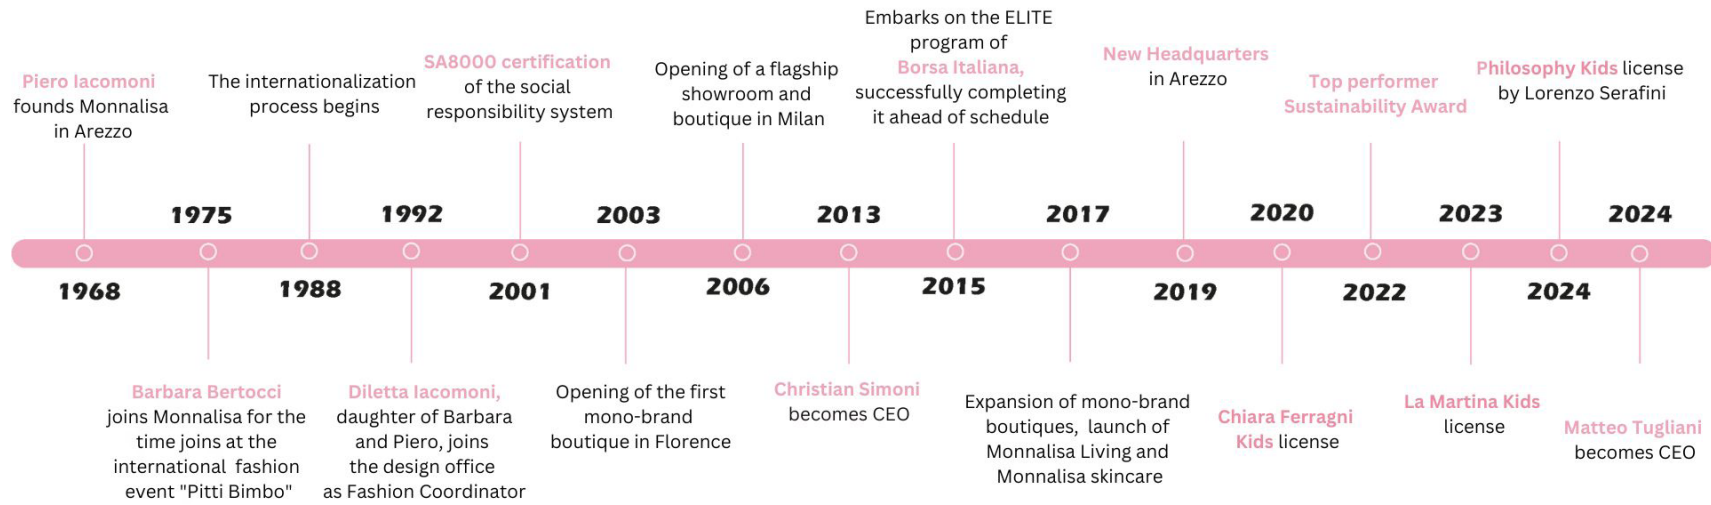 Piero Iacomoni
founds Monnalisa
in Arezzo
1968
1975
Barbara Bertocci
joins Monnalisa for the
time joins at the
international fashion
event "Pitti Bimbo"
The internationalization
process begins
1988
1992
Diletta Iacomoni,
daughter of Barbara
and Piero, joins
the design office
as Fashion Coordinator
SA8000 certification
of the social
responsibility system
2001
2003
Opening of the first
mono-brand
boutique in Florence
Opening of a flagship
showroom and
boutique in Milan
2006
2013
Christian Simoni
becomes CEO
Embarks on the ELITE
program of
Borsa Italiana,
successfully completing
it ahead of schedule
2015
2017
Expansion of mono-brand
boutiques, launch of
Monnalisa Living and
Monnalisa skincare
New Headquarters
in Arezzo
2019
2020
Chiara Ferragni
Kids license
Top performer
Sustainability Award
2022
2023
La Martina Kids
license
Philosophy Kids license
by Lorenzo Serafini
2024
2024
Matteo Tugliani
becomes CEO